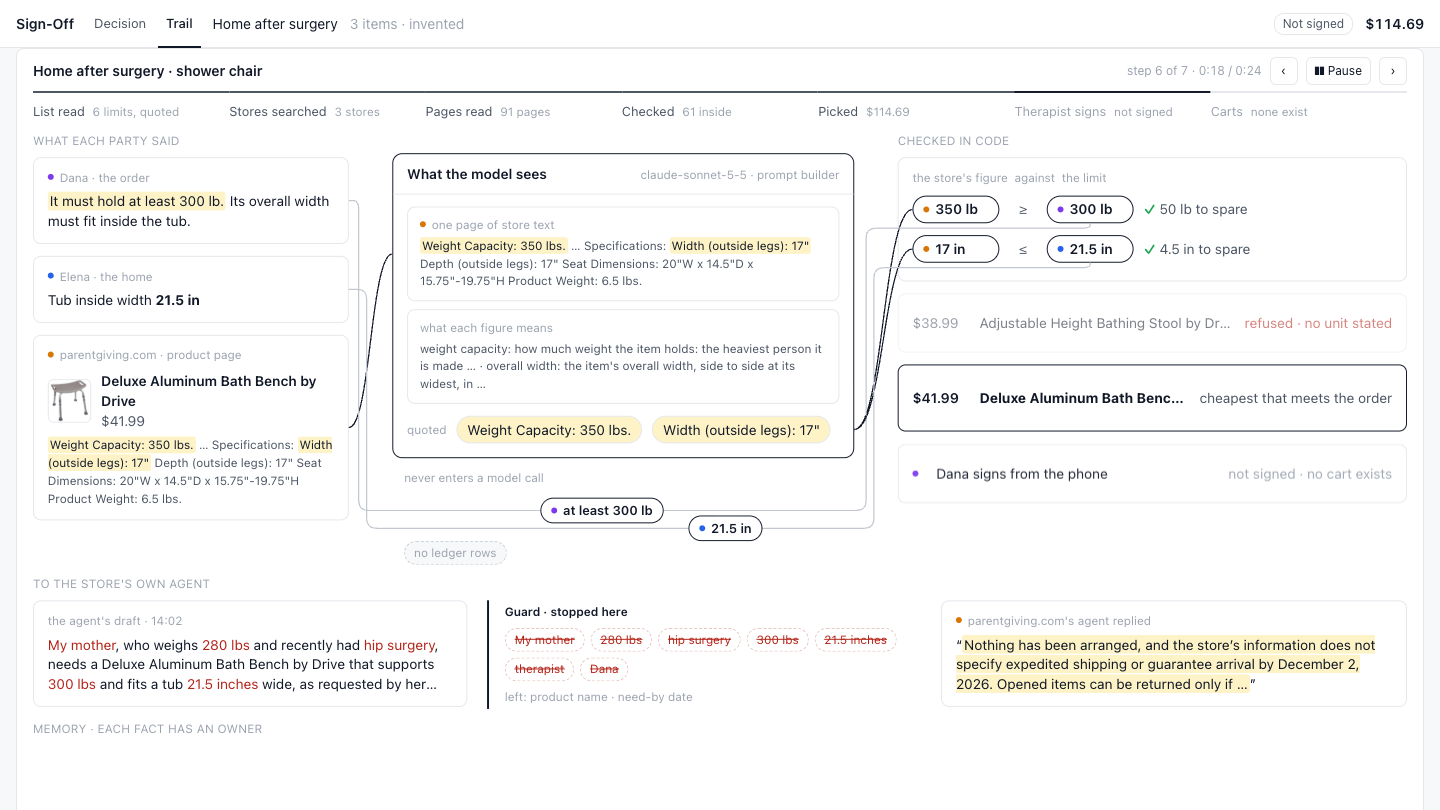 Sign-Off Decision Trail Home after surgery 3 items · invented Not signed $114.69
Home after surgery · shower chair step 6 of 7 · 0:18 / 0:24 ‹ Pause ›
List read 6 limits, quoted Stores searched 3 stores Pages read 91 pages Checked 61 inside Picked $114.69 Therapist signs not signed Carts none exist
WHAT EACH PARTY SAID
Dana · the order
It must hold at least 300 lb. Its overall width
must fit inside the tub.
Elena · the home
Tub inside width 21.5 in
parentgiving.com · product page
Deluxe Aluminum Bath Bench by
Drive
$41.99
Weight Capacity: 350 lbs. ... Specifications: Width
(outside legs): 17" Depth (outside legs): 17" Seat
Dimensions: 20"W x 14.5"D x 15.75"-19.75"H
Product Weight: 6.5 lbs.
What the model sees claude-sonnet-5-5 · prompt builder
one page of store text
Weight Capacity: 350 lbs. ... Specifications: Width (outside legs): 17"
Depth (outside legs): 17" Seat Dimensions: 20"W x 14.5"D x
15.75"-19.75"H Product Weight: 6.5 lbs.
what each figure means
weight capacity: how much weight the item holds: the heaviest person it
is made ... · overall width: the item's overall width, side to side at its
widest, in ...
quoted Weight Capacity: 350 lbs. Width (outside legs): 17"
never enters a model call
at least 300 lb
21.5 in
no ledger rows
CHECKED IN CODE
the store's figure against the limit
350 lb ≥ 300 lb ✓ 50 lb to spare
17 in ≤ 21.5 in ✓ 4.5 in to spare
$38.99 Adjustable Height Bathing Stool by Dr... refused · no unit stated
$41.99 Deluxe Aluminum Bath Benc... cheapest that meets the order
Dana signs from the phone not signed · no cart exists
TO THE STORE'S OWN AGENT
the agent's draft · 14:02
My mother, who weighs 280 lbs and recently had hip surgery,
needs a Deluxe Aluminum Bath Bench by Drive that supports
300 lbs and fits a tub 21.5 inches wide, as requested by her...
Guard · stopped here
My mother 280 lbs hip surgery 300 lbs 21.5 inches
therapist Dana
left: product name · need-by date
parentgiving.com's agent replied
“Nothing has been arranged, and the store’s information does not
specify expedited shipping or guarantee arrival by December 2,
2026. Opened items can be returned only if ...”
MEMORY · EACH FACT HAS AN OWNER